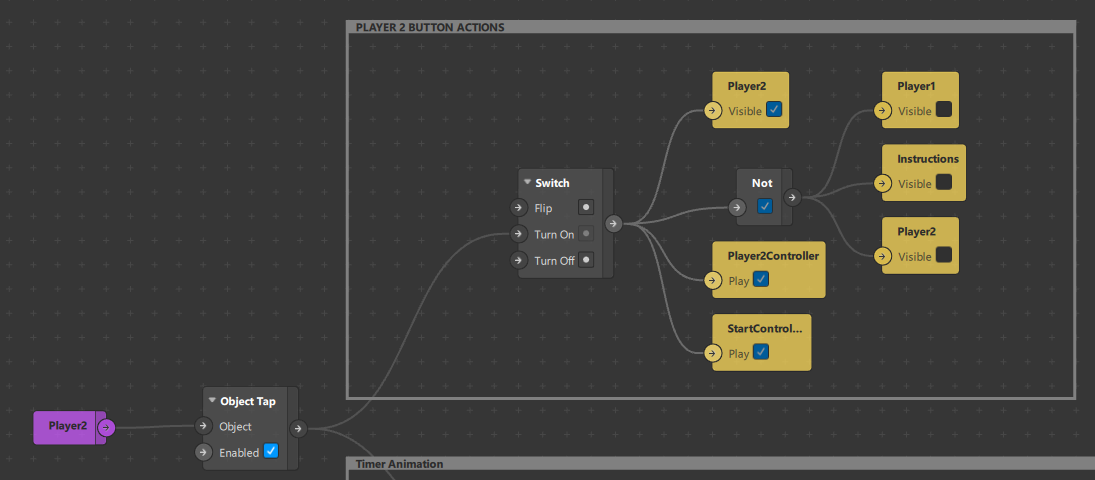 PLAYER 2 BUTTON ACTIONS
Player2
Visible
Player1
Visible
Instructions
Visible
Switch
Flip
Turn On
Turn Off
Not
Player2
Visible
Player2Controller
Play
StartControl...
Play
Player2
Object Tap
Object
Enabled
Timer Animation